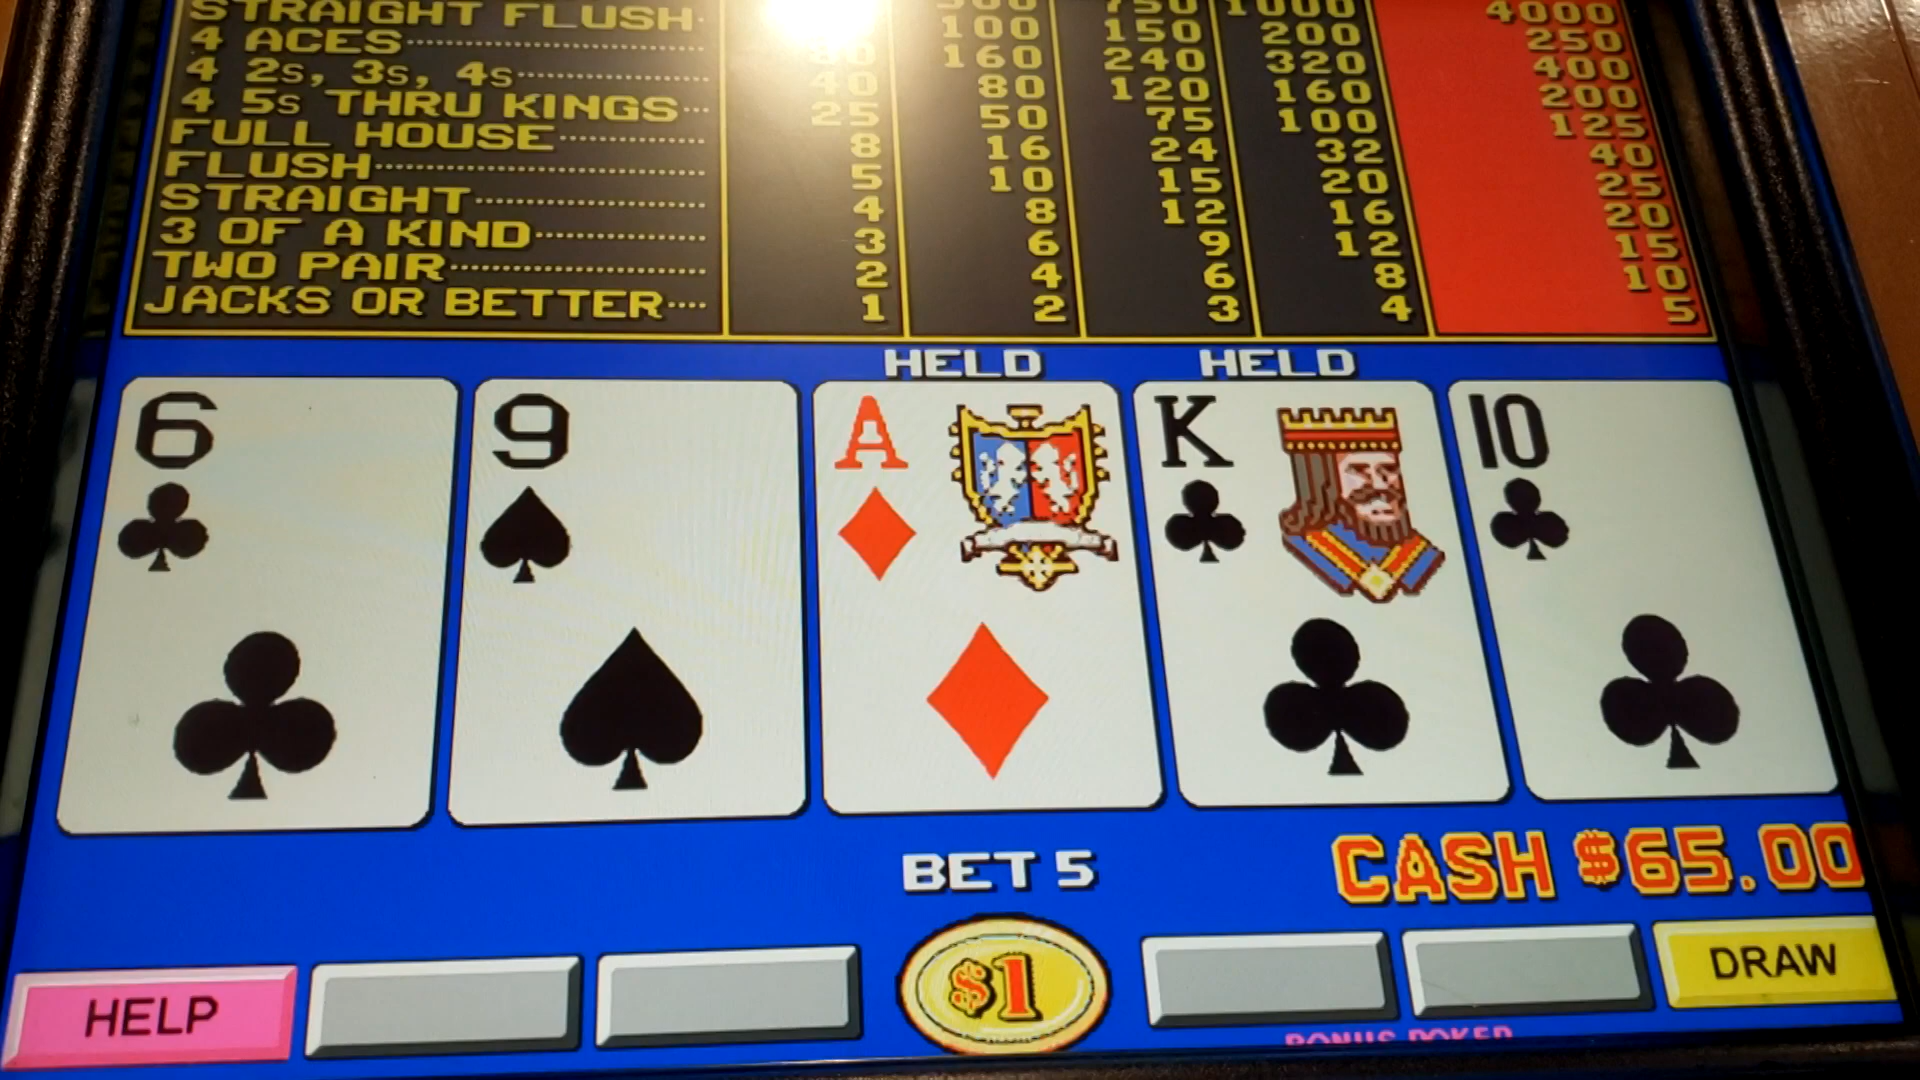 STRAIGHT FLUSH 100 150 200 250
4 ACES 160 240 320 400
4 2s, 3s, 4s 40 80 120 160 200
4 5s THRU KINGS 25 50 75 100 125
FULL HOUSE 8 16 24 32 40
FLUSH 5 10 15 20 25
STRAIGHT 4 8 12 16 20
3 OF A KIND 3 6 9 12 15
TWO PAIR 2 4 6 8 10
JACKS OR BETTER 1 2 3 4 5
HELD HELD
6 9 A K 10
BET 5 CASH $65.00
HELP $1 DRAW
BONUS POKER